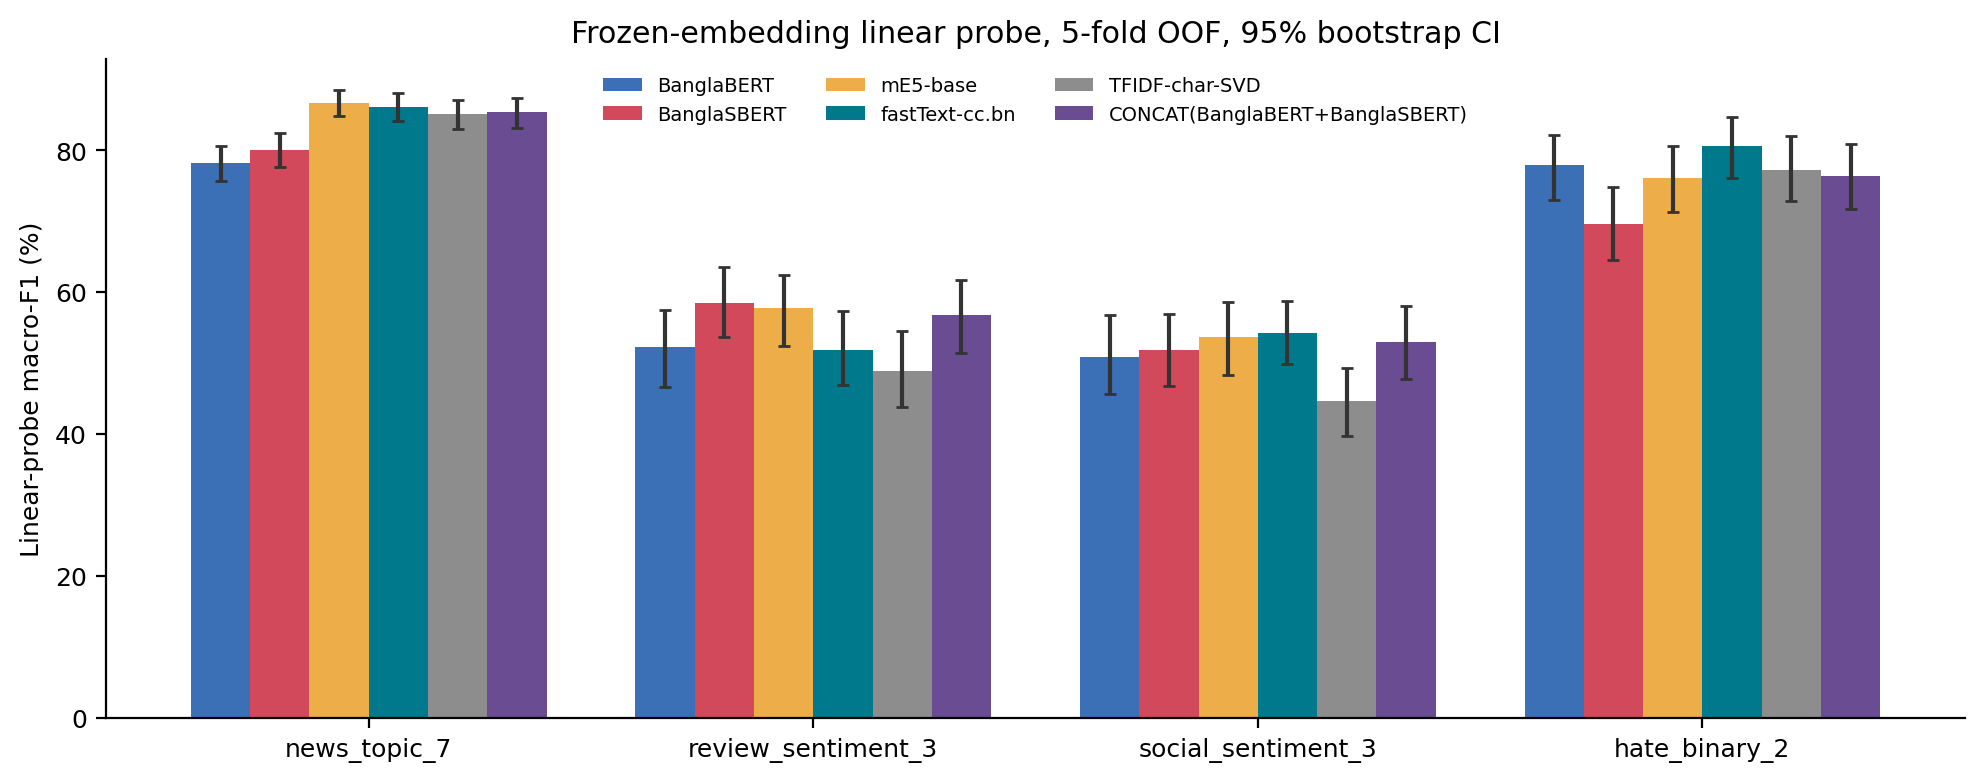 Frozen-embedding linear probe, 5-fold OOF, 95% bootstrap CI
BanglaBERT
BanglaSBERT
mE5-base
fastText-cc.bn
TFIDF-char-SVD
CONCAT(BanglaBERT+BanglaSBERT)
Linear-probe macro-F1 (%)
80
60
40
20
0
news_topic_7
review_sentiment_3
social_sentiment_3
hate_binary_2